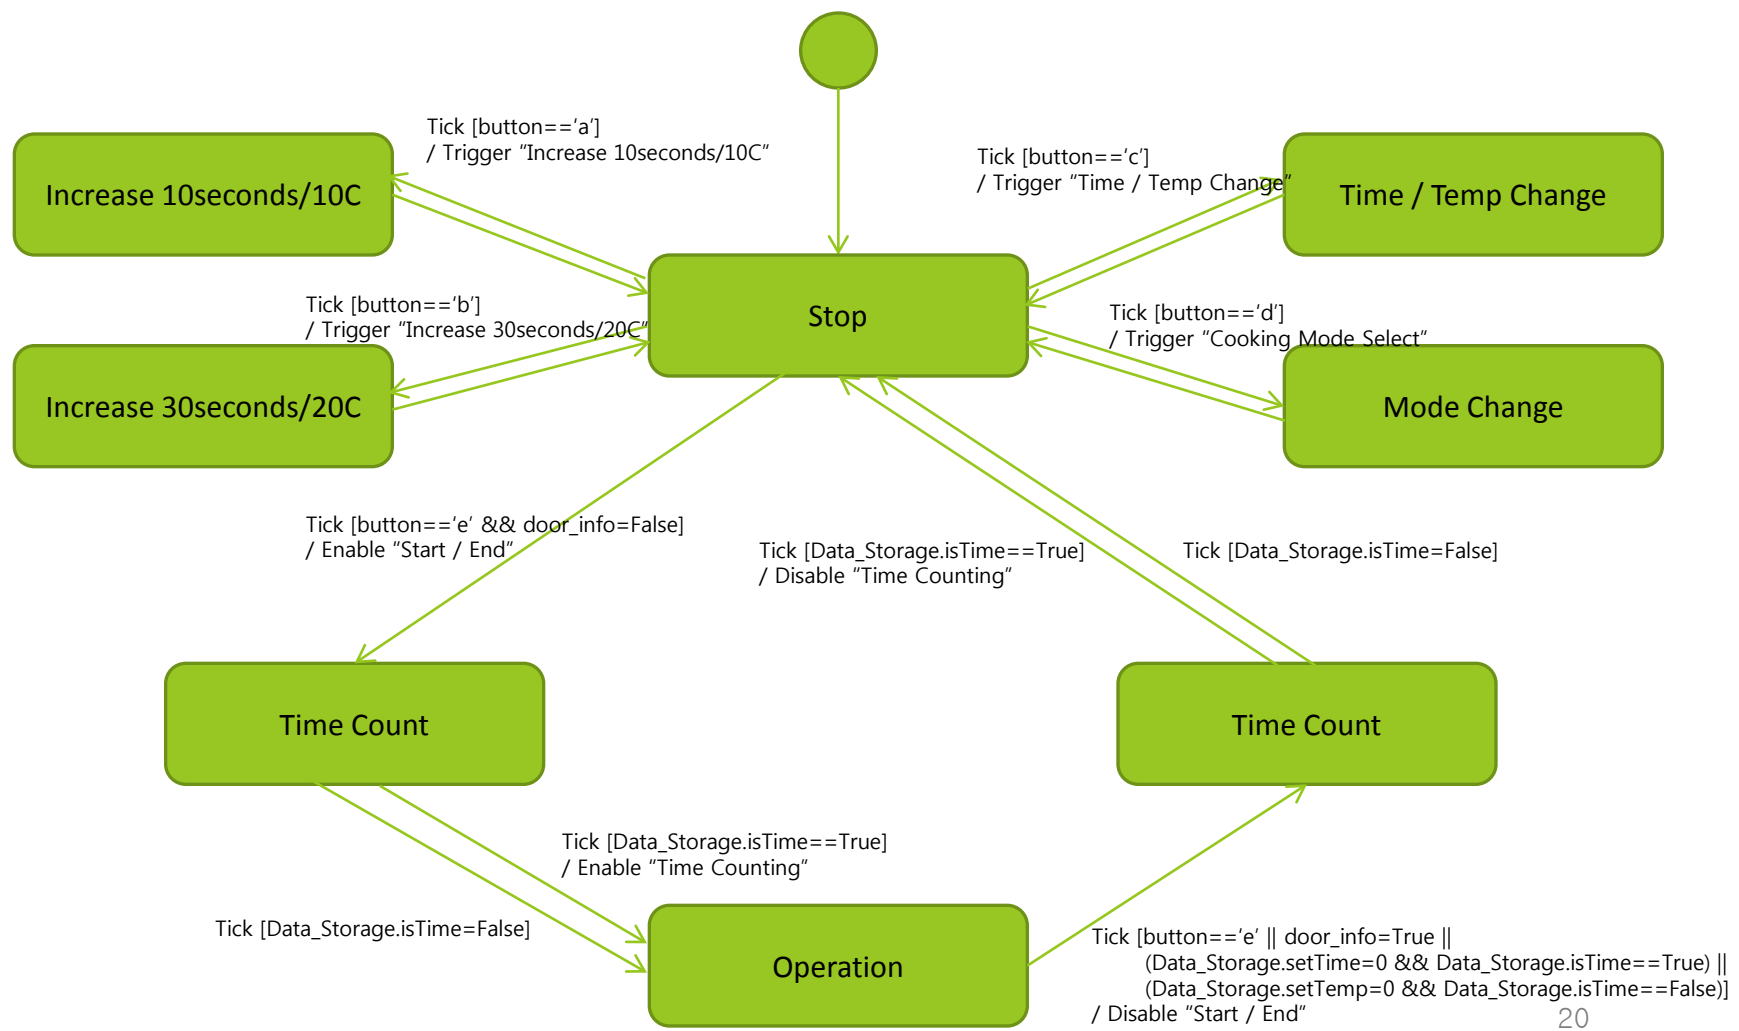 Tick [button=='a']
/ Trigger "Increase 10seconds/10C"
Tick [button=='c']
/ Trigger "Time / Temp Change"
Increase 10seconds/10C
Time / Temp Change
Tick [button=='b']
/ Trigger "Increase 30seconds/20C"
Stop
Tick [button=='d']
/ Trigger "Cooking Mode Select"
Increase 30seconds/20C
Mode Change
Tick [button=='e' && door_info=False]
/ Enable "Start / End"
Tick [Data_Storage.isTime==True]
/ Disable "Time Counting"
Tick [Data_Storage.isTime=False]
Time Count
Time Count
Tick [Data_Storage.isTime==True]
/ Enable "Time Counting"
Tick [Data_Storage.isTime=False]
Operation
Tick [button=='e' || door_info=True ||
(Data_Storage.setTime=0 && Data_Storage.isTime==True) ||
(Data_Storage.setTemp=0 && Data_Storage.isTime==False)]
/ Disable "Start / End"
20